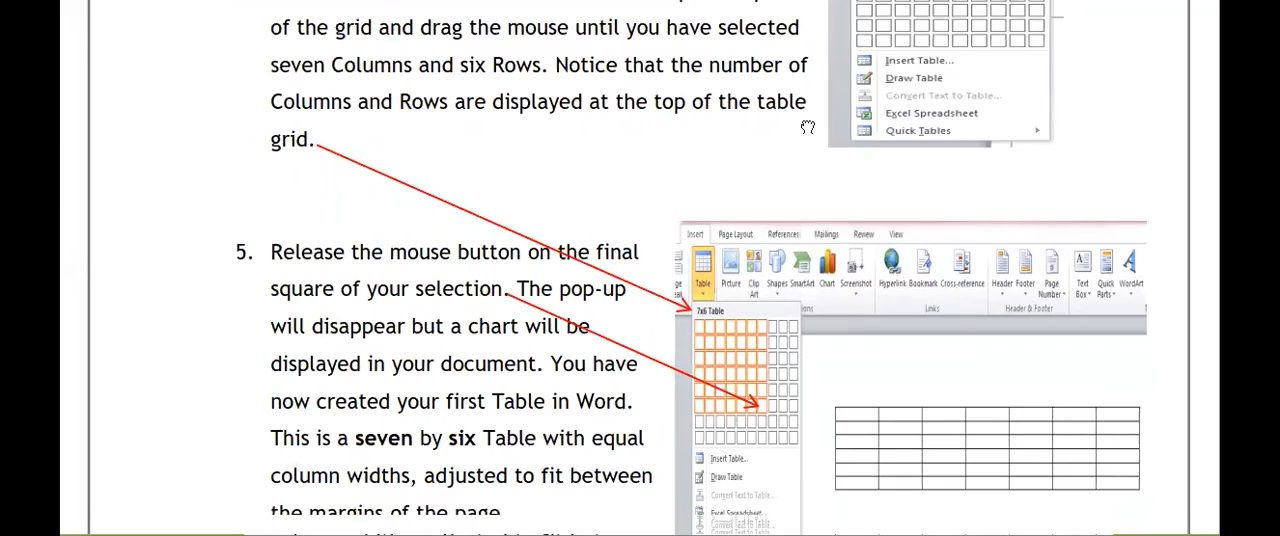 of the grid and drag the mouse until you have selected
seven Columns and six Rows. Notice that the number of
Columns and Rows are displayed at the top of the table
grid.
Insert Table...
Draw Table
Convert Text to Table...
Excel Spreadsheet
Quick Tables
5. Release the mouse button on the final
square of your selection. The pop-up
will disappear but a chart will be
displayed in your document. You have
now created your first Table in Word.
This is a seven by six Table with equal
column widths, adjusted to fit between
the margins of the page
Insert Page Layout References Mailings Review View
Table Picture Clip Art Shapes SmartArt Chart Screenshot Hyperlink Bookmark Cross-reference Header Footer Page Number Text Box Quick Parts WordArt
Links Header & Footer
7x6 Table
Insert Table...
Draw Table
Convert Text to Table...
Excel Spreadsheet
Convert Text to Table...